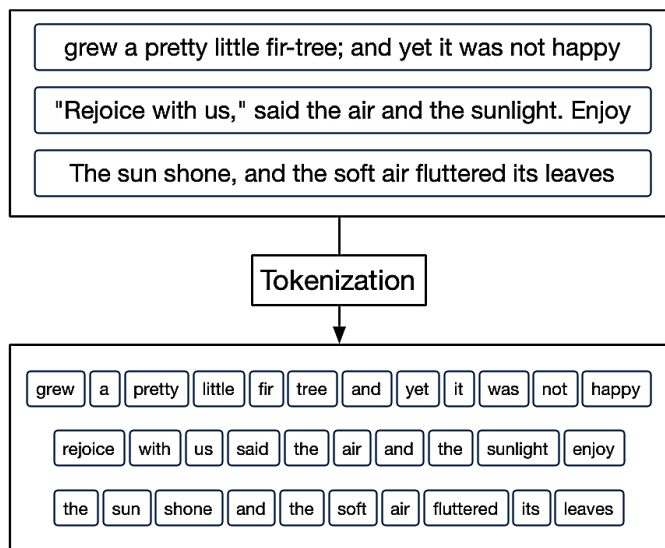 grew a pretty little fir-tree; and yet it was not happy
"Rejoice with us," said the air and the sunlight. Enjoy
The sun shone, and the soft air fluttered its leaves
Tokenization
grew a pretty little fir tree and yet it was not happy
rejoice with us said the air and the sunlight enjoy
the sun shone and the soft air fluttered its leaves